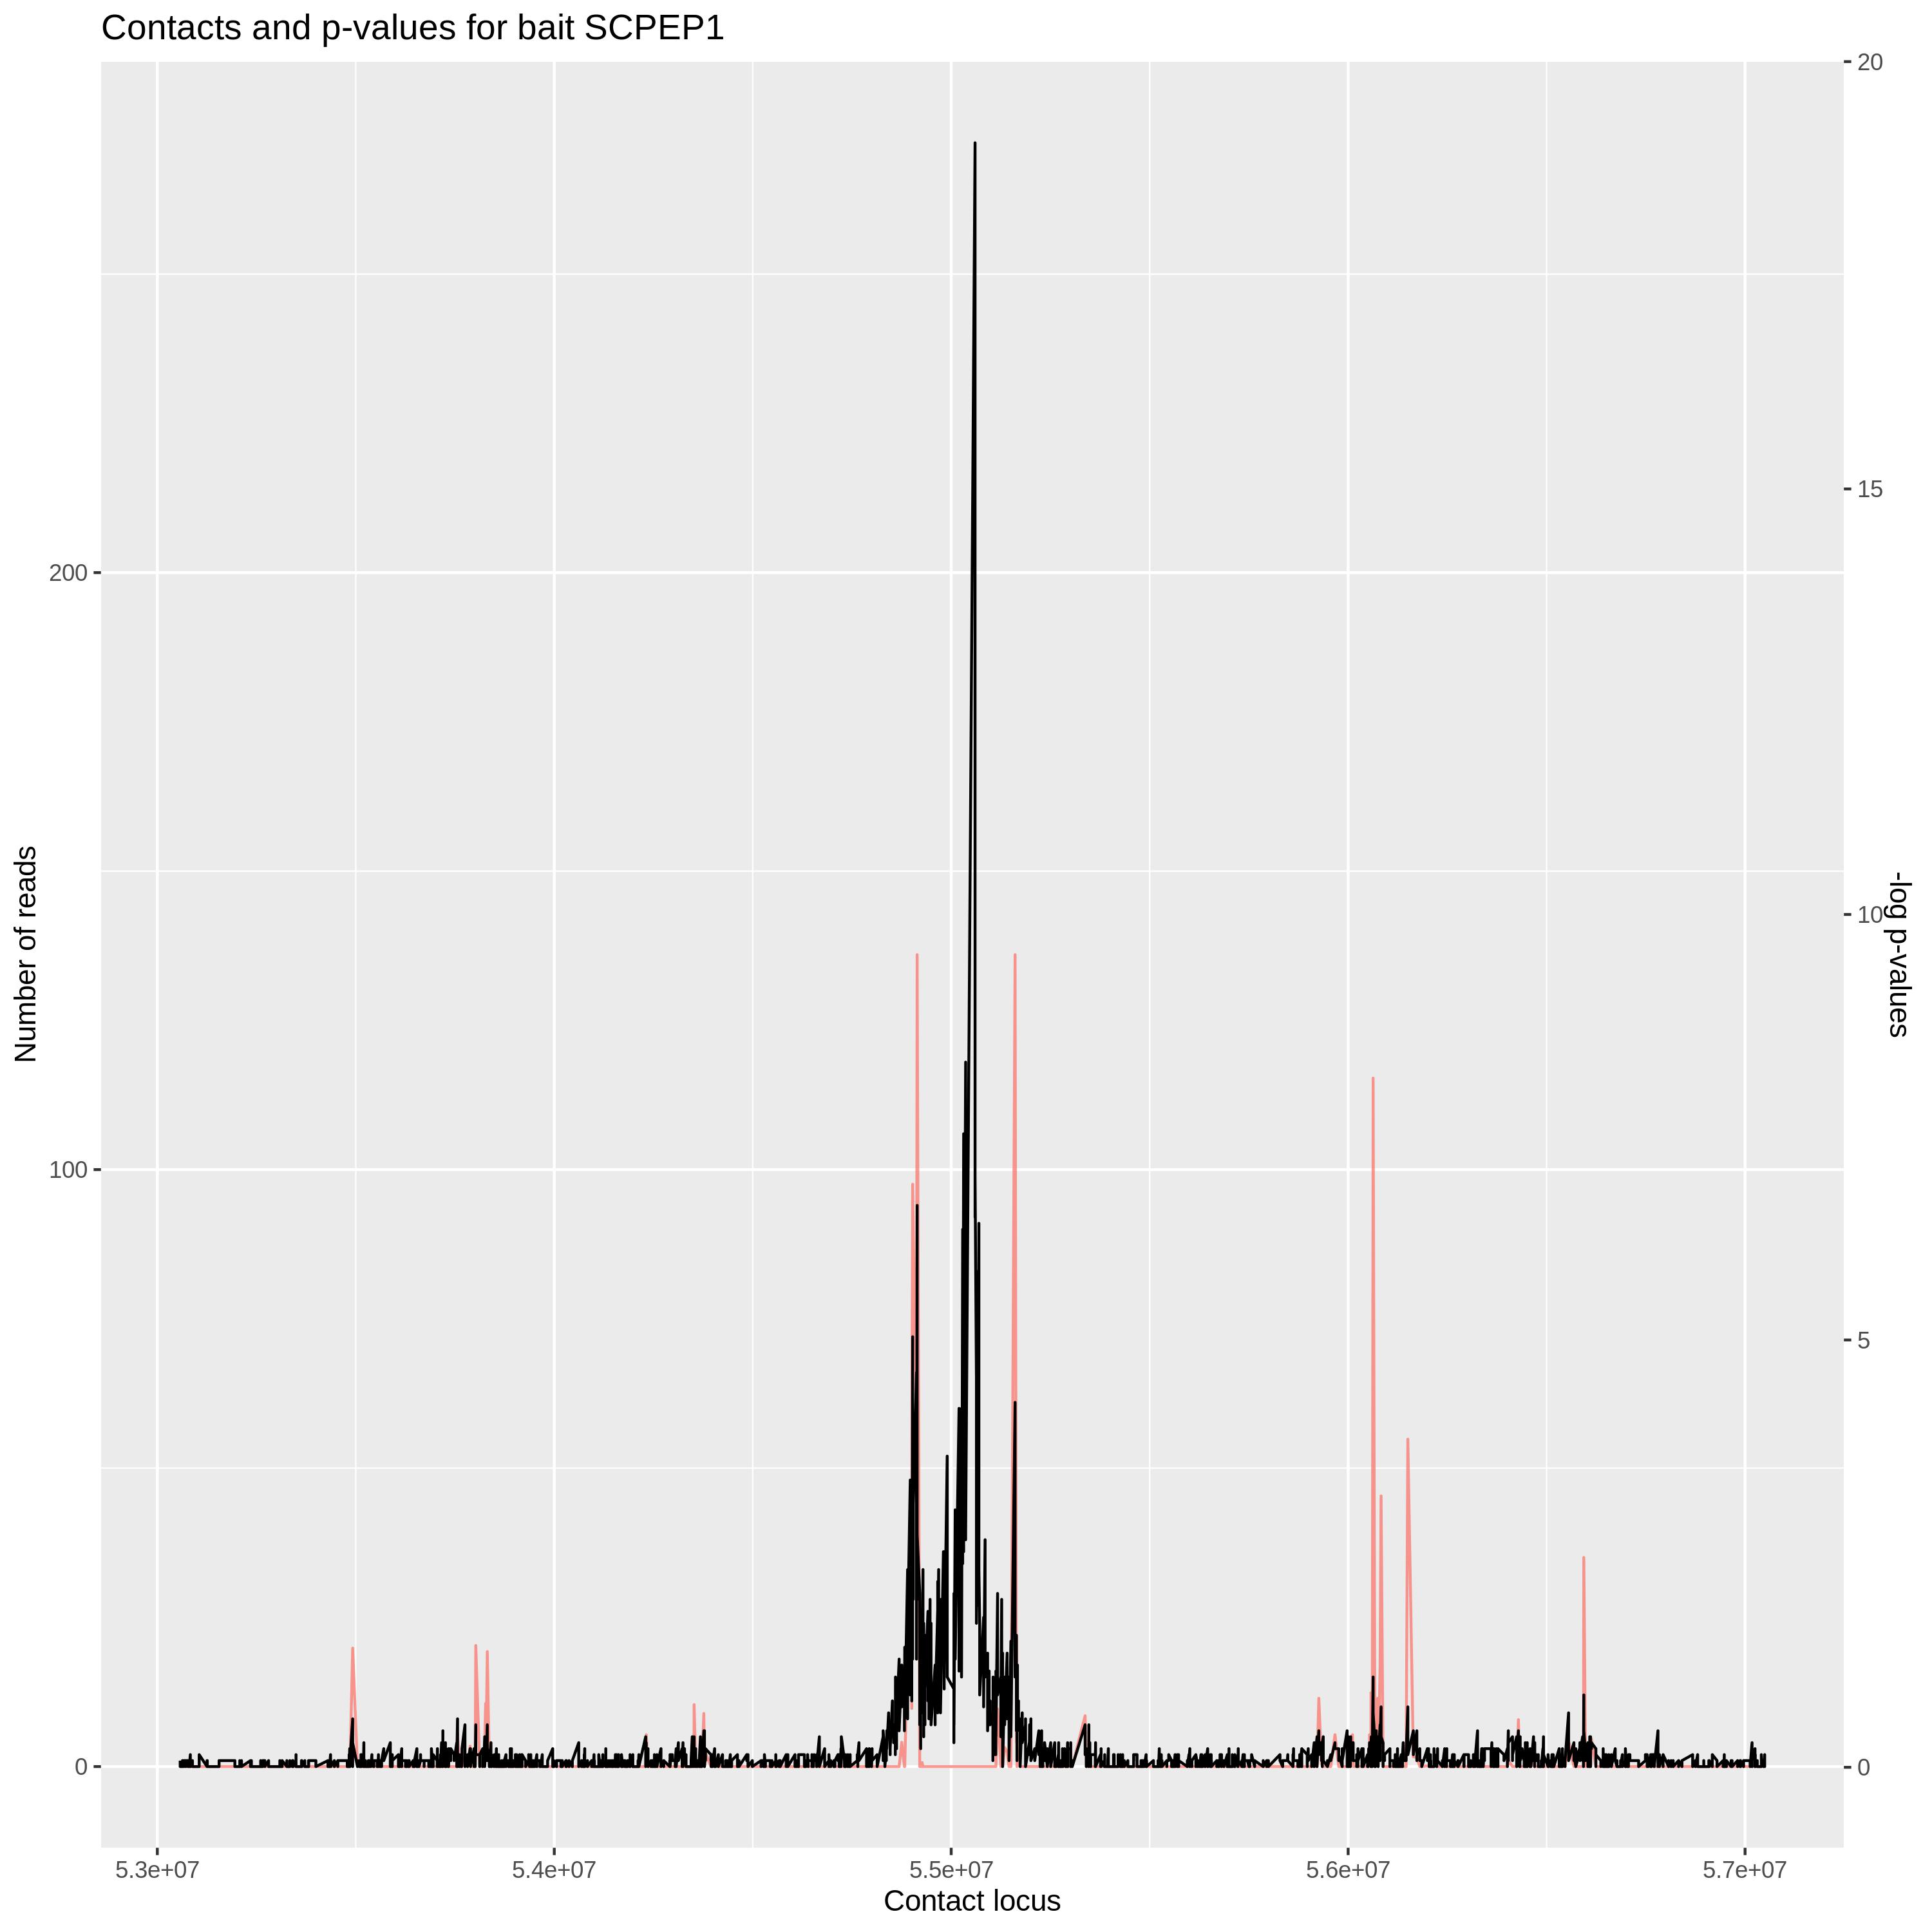 Contacts and p-values for bait SCPEP1
20
15
10
5
0
-log p-values
200
100
0
Number of reads
5.3e+07
5.4e+07
5.5e+07
5.6e+07
5.7e+07
Contact locus